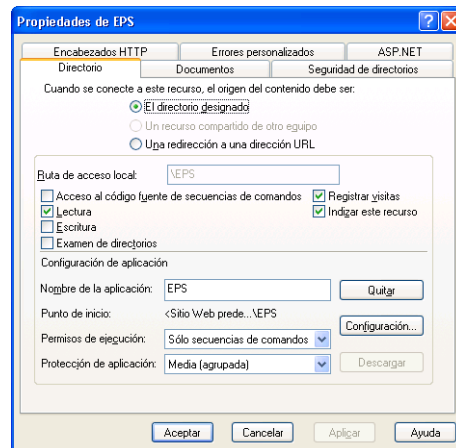 Propiedades de EPS
Encabezados HTTP Errores personalizados ASP.NET
Directorio Documentos Seguridad de directorios
Cuando se conecte a este recurso, el origen del contenido debe ser:
El directorio designado
Un recurso compartido de otro equipo
Una redirección a una dirección URL
Ruta de acceso local: \EPS
Acceso al código fuente de secuencias de comandos Registrar visitas
Lectura Indizar este recurso
Escritura
Examen de directorios
Configuración de aplicación
Nombre de la aplicación: EPS Quitar
Punto de inicio: <Sitio Web prede...\EPS
Configuración...
Permisos de ejecución: Sólo secuencias de comandos
Protección de aplicación: Media (agrupada) Descargar
Aceptar Cancelar Aplicar Ayuda